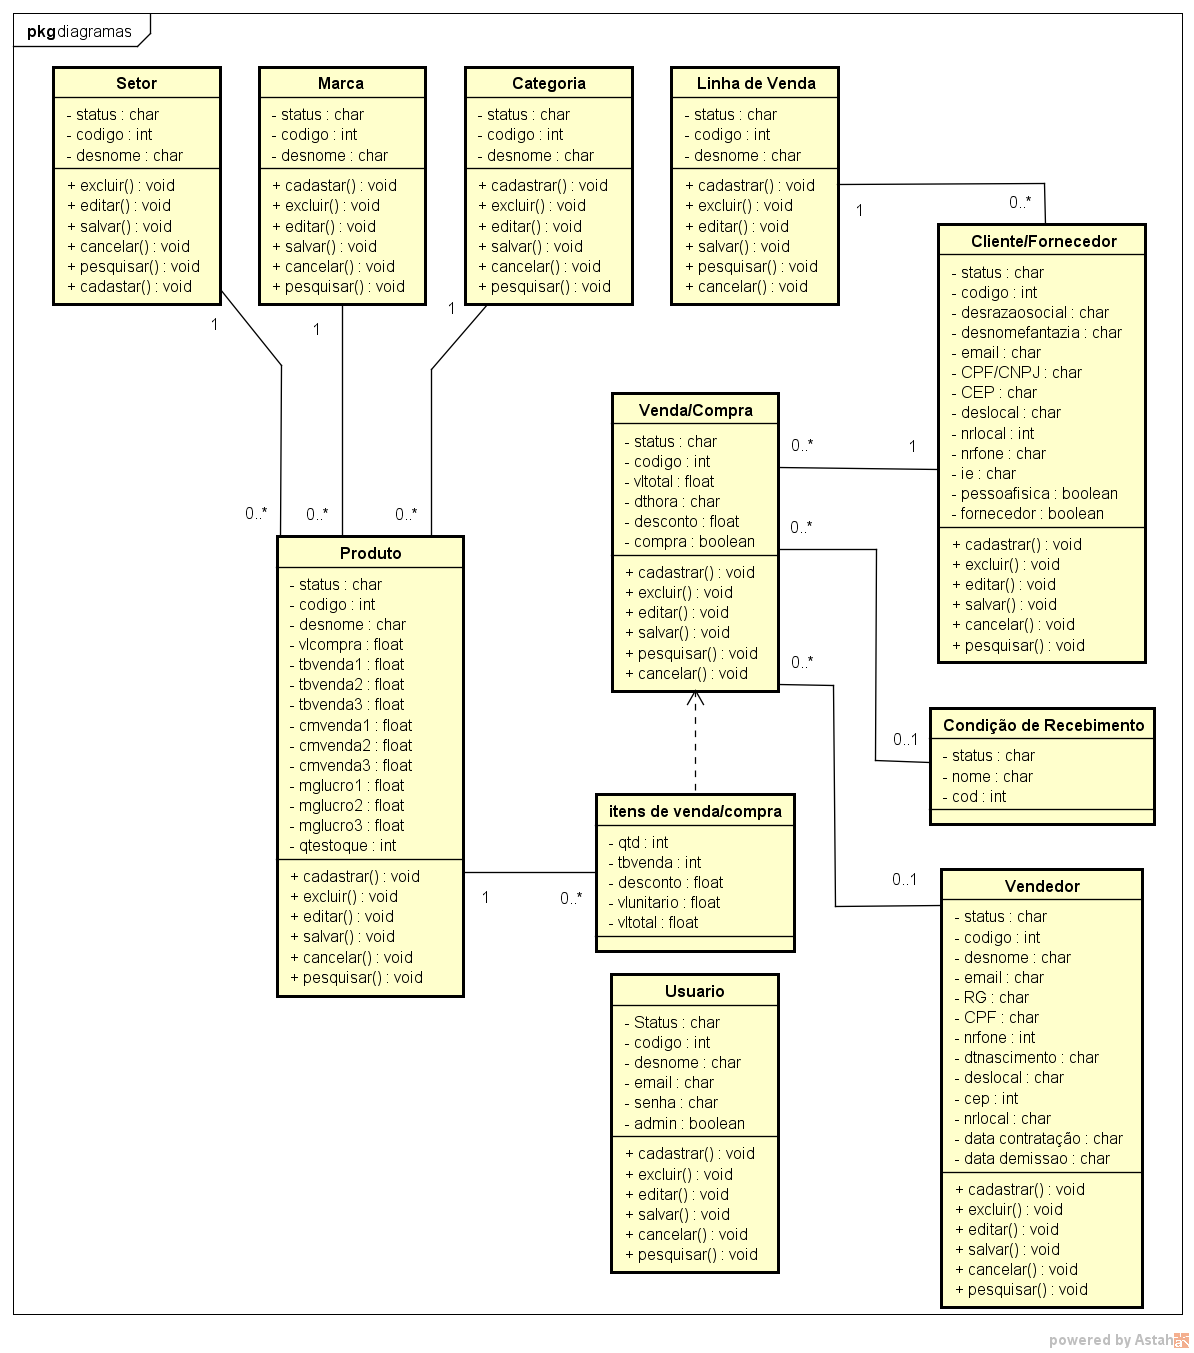 pkg diagramas
Setor
- status : char
- codigo : int
- desnome : char
+ excluir() : void
+ editar() : void
+ salvar() : void
+ cancelar() : void
+ pesquisar() : void
+ cadastar() : void
Marca
- status : char
- codigo : int
- desnome : char
+ cadastar() : void
+ excluir() : void
+ editar() : void
+ salvar() : void
+ cancelar() : void
+ pesquisar() : void
Categoria
- status : char
- codigo : int
- desnome : char
+ cadastrar() : void
+ excluir() : void
+ editar() : void
+ salvar() : void
+ cancelar() : void
+ pesquisar() : void
Linha de Venda
- status : char
- codigo : int
- desnome : char
+ cadastrar() : void
+ excluir() : void
+ editar() : void
+ salvar() : void
+ pesquisar() : void
+ cancelar() : void
1
0..*
Cliente/Fornecedor
- status : char
- codigo : int
- desrazaosocial : char
- desnomefantazia : char
- email : char
- CPF/CNPJ : char
- CEP : char
- deslocal : char
- nrlocal : int
- nrfone : char
- ie : char
- pessoafisica : boolean
- fornecedor : boolean
+ cadastrar() : void
+ excluir() : void
+ editar() : void
+ salvar() : void
+ cancelar() : void
+ pesquisar() : void
1
1
1
0..*
0..*
0..*
Venda/Compra
- status : char
- codigo : int
- vltotal : float
- dthora : char
- desconto : float
- compra : boolean
+ cadastrar() : void
+ excluir() : void
+ editar() : void
+ salvar() : void
+ pesquisar() : void
+ cancelar() : void
0..*
1
0..*
0..*
0..1
0..1
Produto
- status : char
- codigo : int
- desnome : char
- vlcompra : float
- tbvenda1 : float
- tbvenda2 : float
- tbvenda3 : float
- cmvenda1 : float
- cmvenda2 : float
- cmvenda3 : float
- mglucro1 : float
- mglucro2 : float
- mglucro3 : float
- qtestoque : int
+ cadastrar() : void
+ excluir() : void
+ editar() : void
+ salvar() : void
+ cancelar() : void
+ pesquisar() : void
1
0..*
Condição de Recebimento
- status : char
- nome : char
- cod : int
itens de venda/compra
- qtd : int
- tbvenda : int
- desconto : float
- vlunitario : float
- vltotal : float
Vendedor
- status : char
- codigo : int
- desnome : char
- email : char
- RG : char
- CPF : char
- nrfone : int
- dtnascimento : char
- deslocal : char
- cep : int
- nrlocal : char
- data contratação : char
- data demissao : char
+ cadastrar() : void
+ excluir() : void
+ editar() : void
+ salvar() : void
+ cancelar() : void
+ pesquisar() : void
Usuario
- Status : char
- codigo : int
- desnome : char
- email : char
- senha : char
- admin : boolean
+ cadastrar() : void
+ excluir() : void
+ editar() : void
+ salvar() : void
+ cancelar() : void
+ pesquisar() : void
powered by Astah